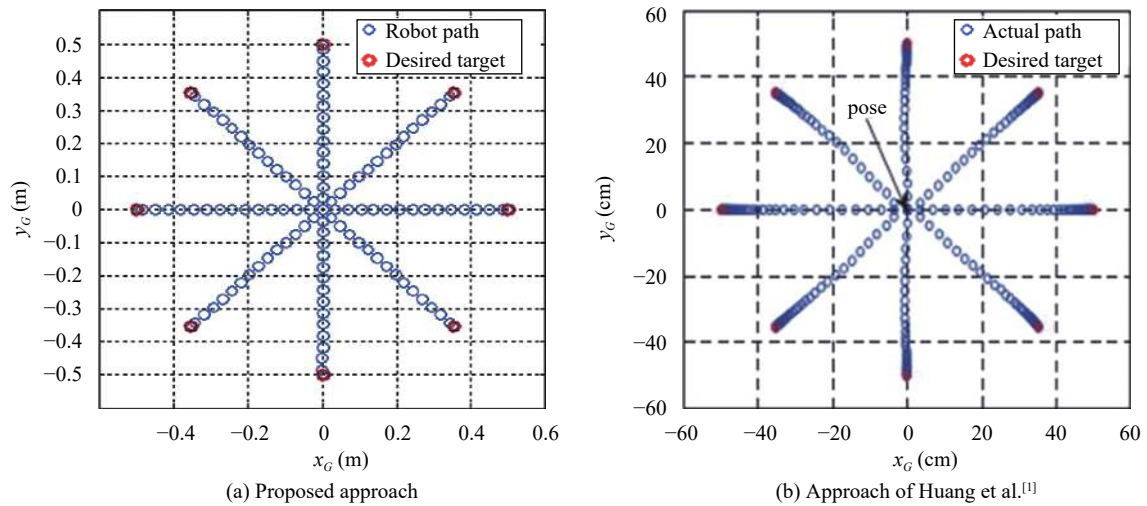 0.5
0.4
0.3
0.2
0.1
0
−0.1
−0.2
−0.3
−0.4
−0.5
y_G (m)
Robot path
Desired target
−0.4
−0.2
0
0.2
0.4
0.6
x_G (m)
(a) Proposed approach
60
40
20
0
−20
−40
−60
y_G (cm)
Actual path
Desired target
pose
−60
−40
−20
0
20
40
60
x_G (cm)
(b) Approach of Huang et al.[1]